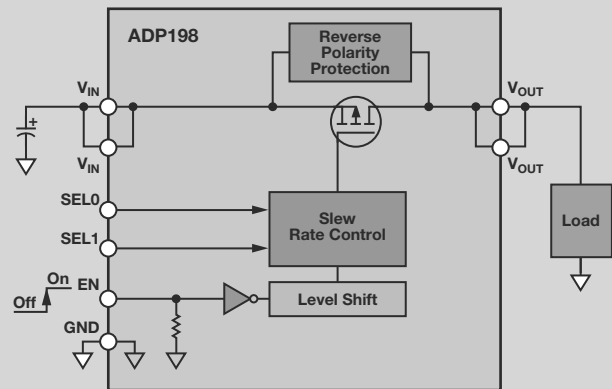 ADP198
Reverse
Polarity
Protection
VIN
VOUT
+
VIN
VOUT
SEL0
Slew
Rate Control
SEL1
Load
On
EN
Off
Level Shift
GND